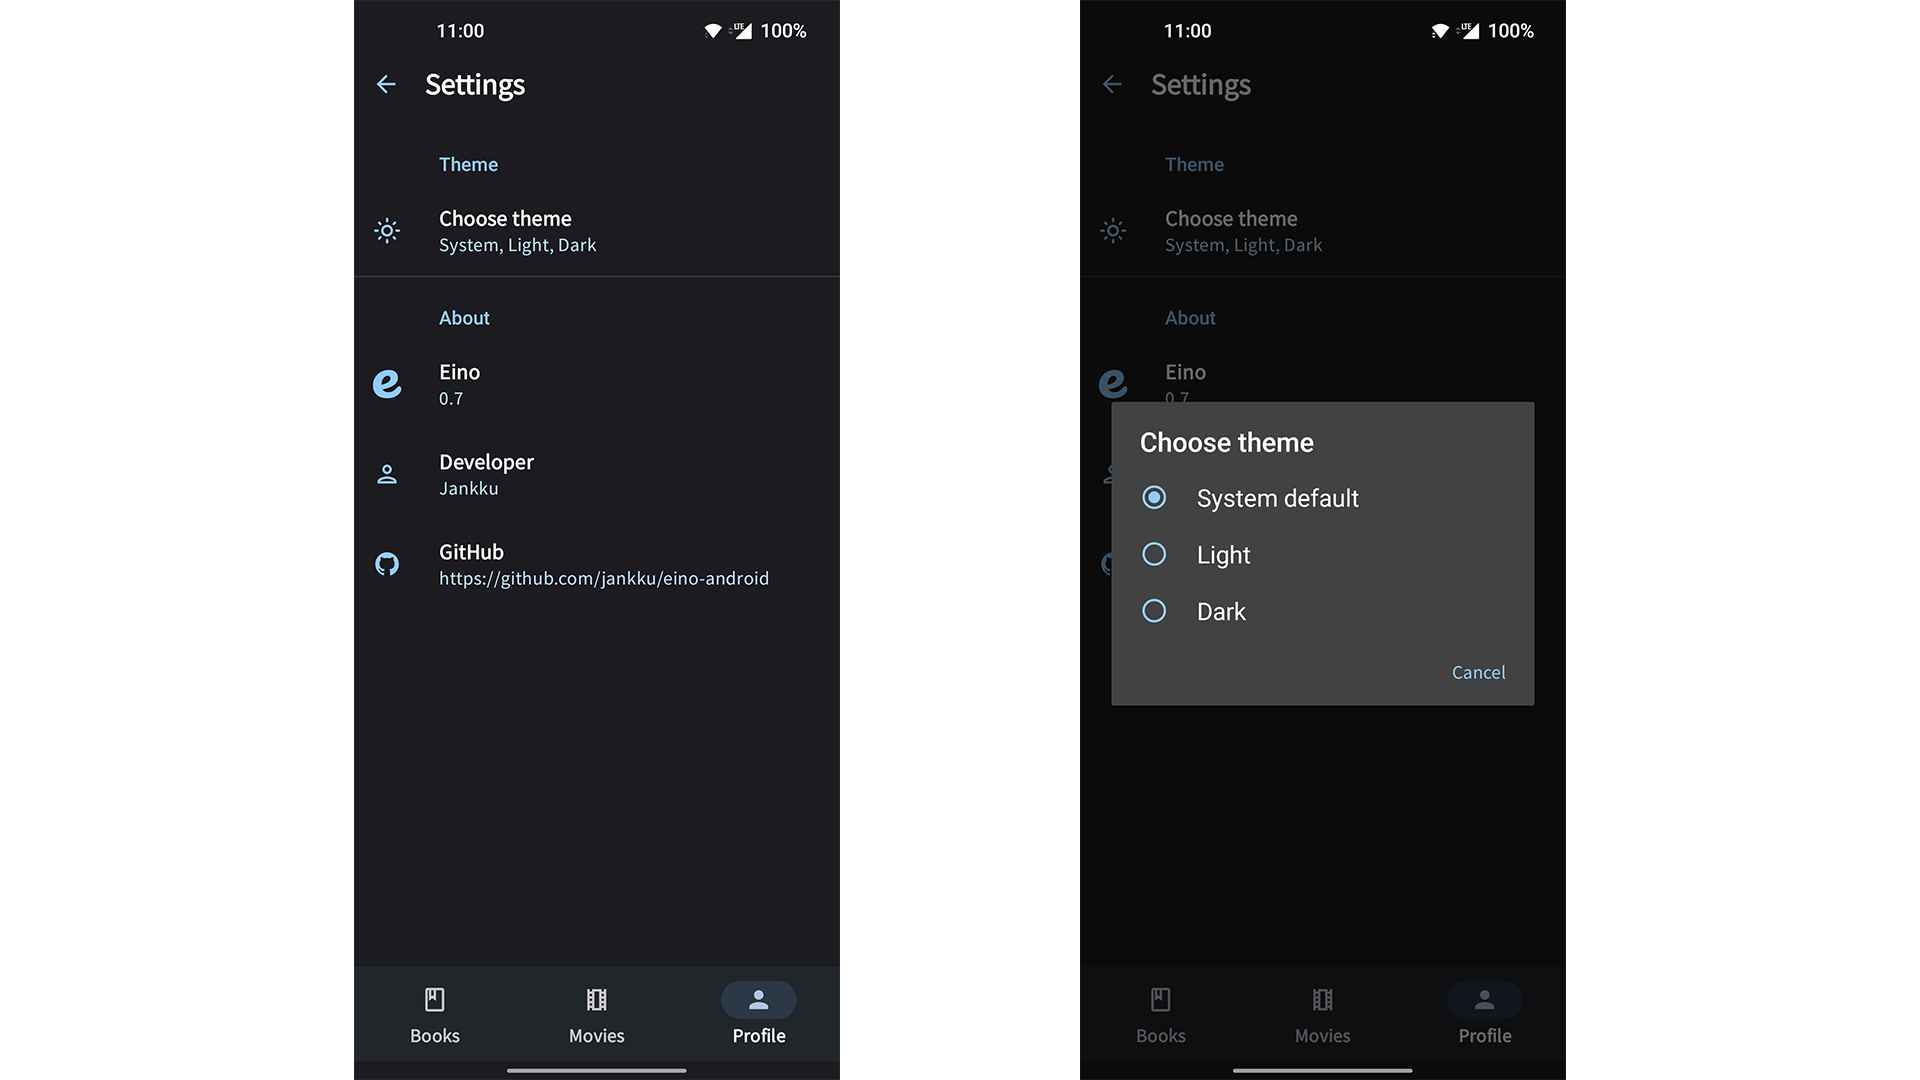 11:00
LTE
100%
Settings
Theme
Choose theme
System, Light, Dark
About
Eino
0.7
Developer
Jankku
GitHub
https://github.com/jankku/eino-android
Books
Movies
Profile
11:00
LTE
100%
Settings
Theme
Choose theme
System, Light, Dark
About
Eino
0.7
Choose theme
System default
Light
Dark
Cancel
Books
Movies
Profile